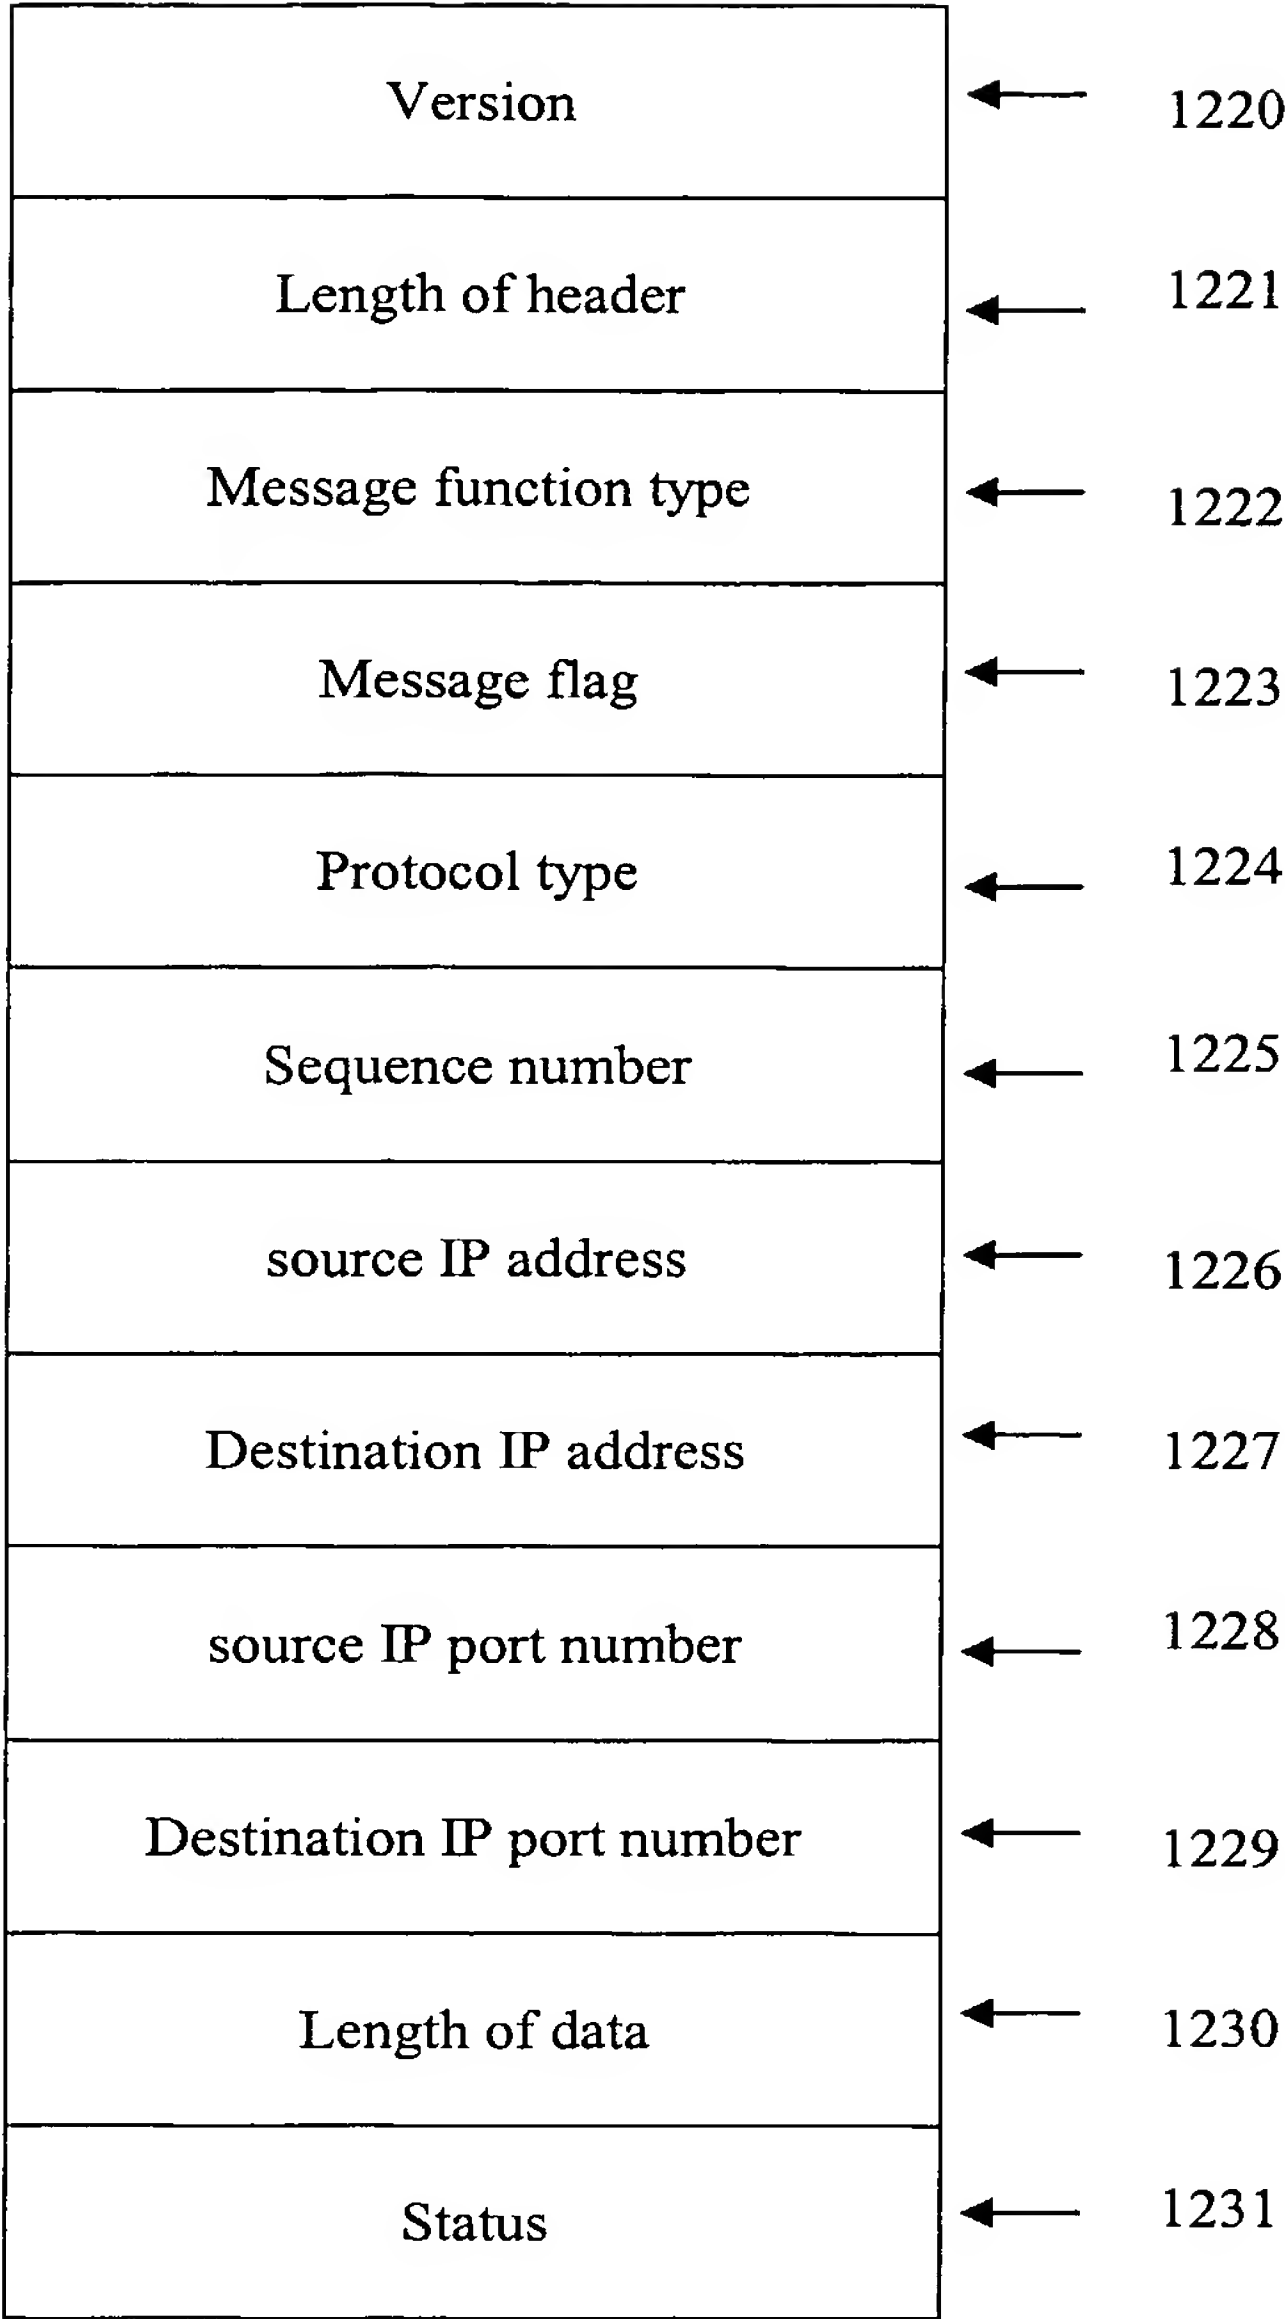 Version 1220
Length of header 1221
Message function type 1222
Message flag 1223
Protocol type 1224
Sequence number 1225
source IP address 1226
Destination IP address 1227
source IP port number 1228
Destination IP port number 1229
Length of data 1230
Status 1231